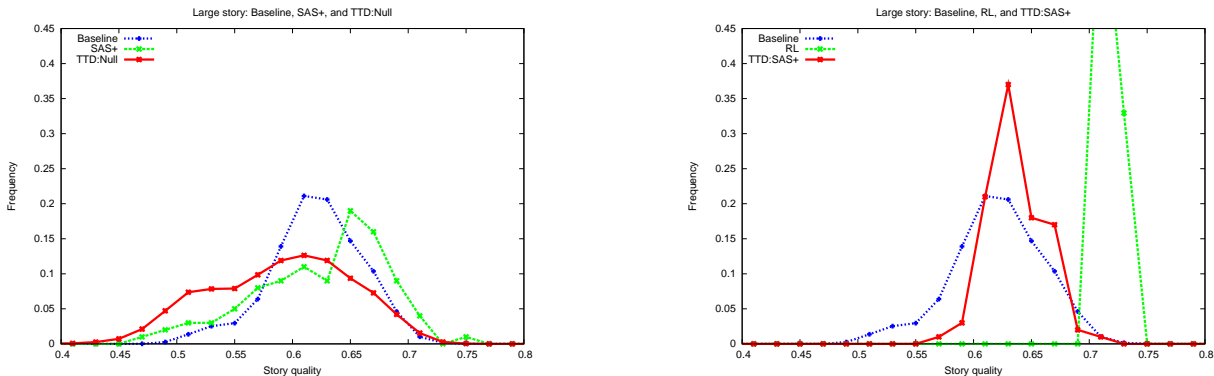 Large story: Baseline, SAS+, and TTD:Null
0.45
0.4
0.35
0.3
0.25
0.2
0.15
0.1
0.05
0
Frequency
Baseline
SAS+
TTD:Null
0.4 0.45 0.5 0.55 0.6 0.65 0.7 0.75 0.8
Story quality
Large story: Baseline, RL, and TTD:SAS+
0.45
0.4
0.35
0.3
0.25
0.2
0.15
0.1
0.05
0
Frequency
Baseline
RL
TTD:SAS+
0.4 0.45 0.5 0.55 0.6 0.65 0.7 0.75 0.8
Story quality